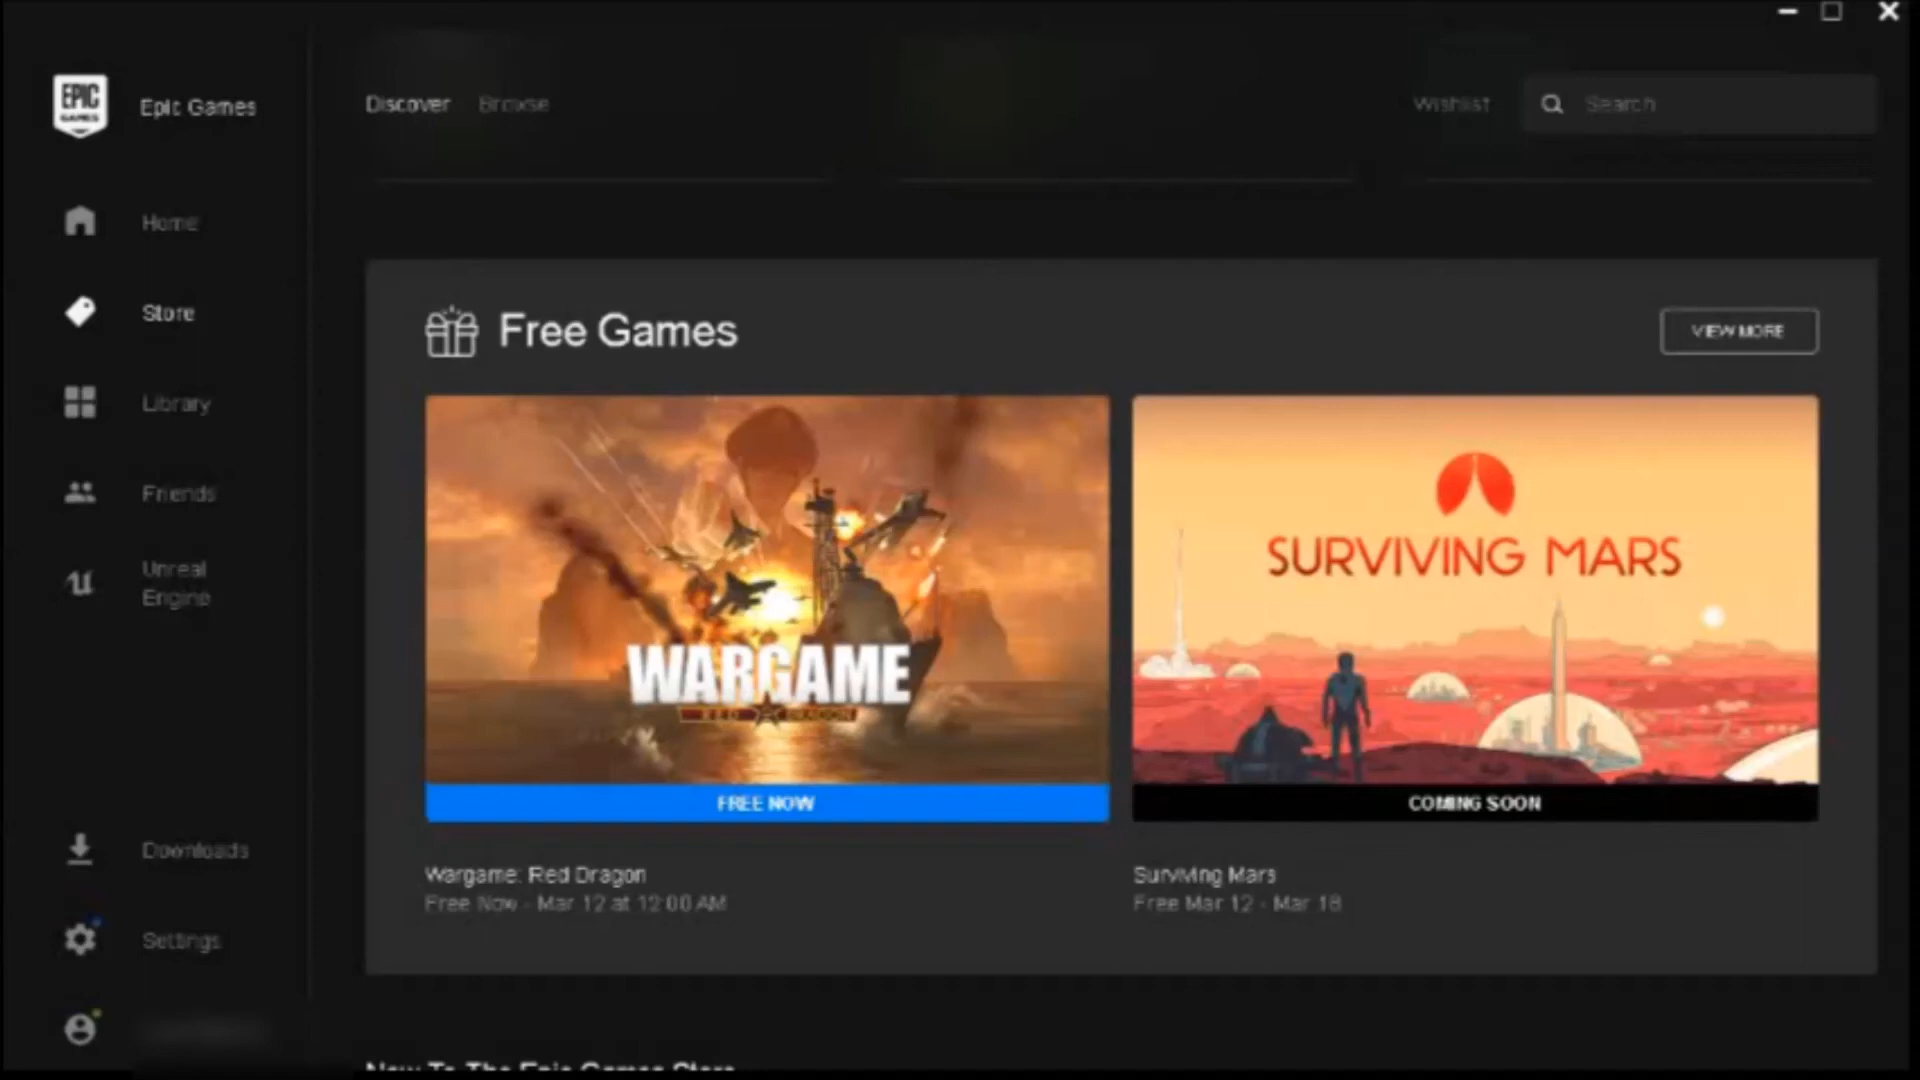 EPIC
GAMES
Epic Games
Discover
Browse
Wishlist
Search
Home
Store
Library
Friends
Unreal
Engine
Downloads
Settings
Free Games
VIEW MORE
WARGAME
RED DRAGON
FREE NOW
Wargame: Red Dragon
Free Now - Mar 12 at 12:00 AM
SURVIVING MARS
COMING SOON
Surviving Mars
Free Mar 12 - Mar 18
New To The Epic Games Store